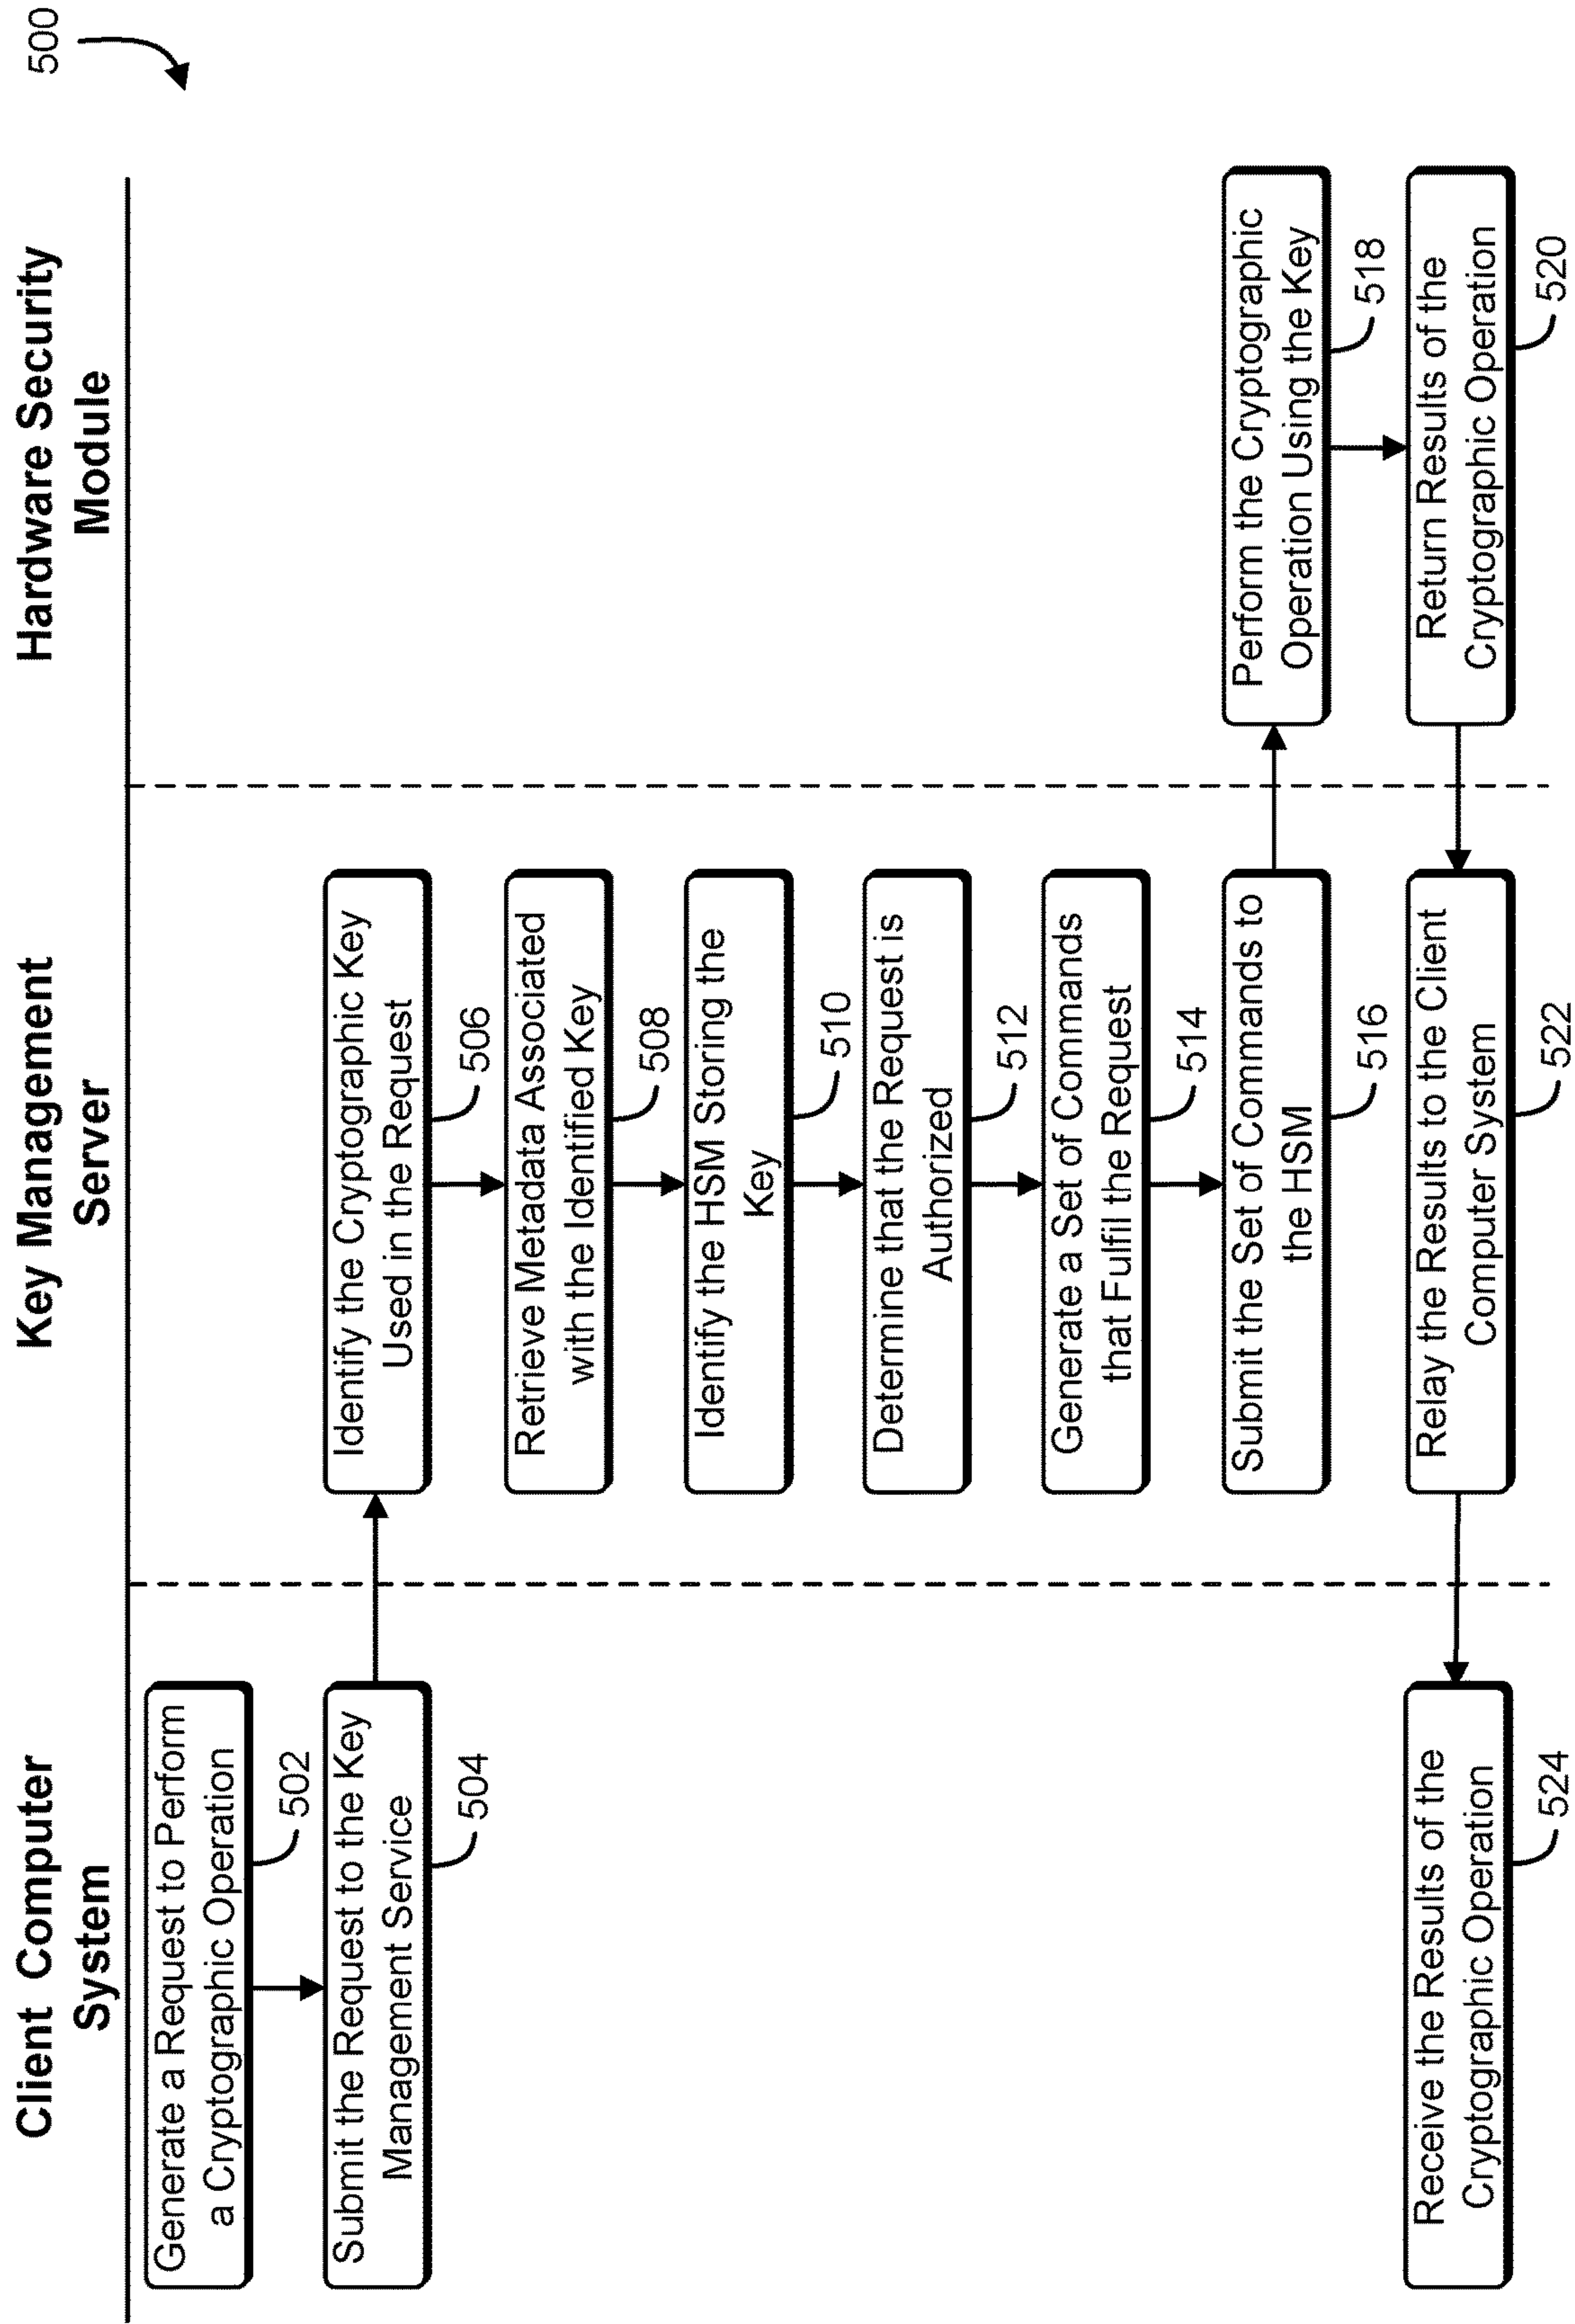 500
Client Computer
System
Key Management
Server
Hardware Security
Module
Generate a Request to Perform
a Cryptographic Operation
502
Submit the Request to the Key
Management Service
504
Identify the Cryptographic Key
Used in the Request
506
Retrieve Metadata Associated
with the Identified Key
508
Identify the HSM Storing the
Key
510
Determine that the Request is
Authorized
512
Generate a Set of Commands
that Fulfil the Request
514
Submit the Set of Commands to
the HSM
516
Perform the Cryptographic
Operation Using the Key
518
Return Results of the
Cryptographic Operation
520
Relay the Results to the Client
Computer System
522
Receive the Results of the
Cryptographic Operation
524